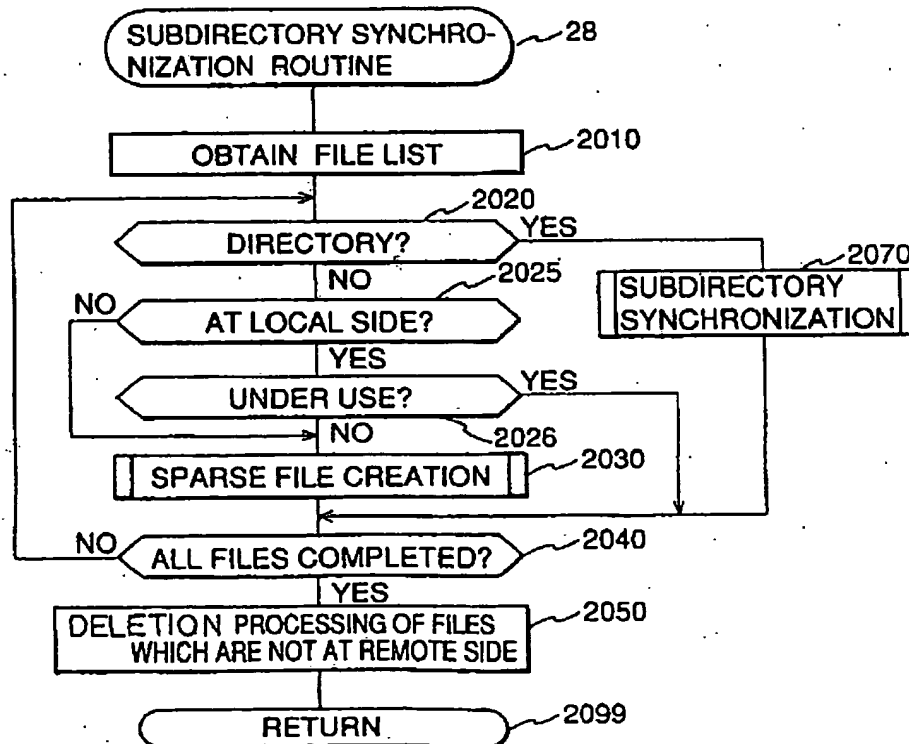 SUBDIRECTORY SYNCHRO-
NIZATION ROUTINE
28
OBTAIN FILE LIST
2010
2020
DIRECTORY?
YES
NO
2070
SUBDIRECTORY
SYNCHRONIZATION
2025
NO
AT LOCAL SIDE?
YES
UNDER USE?
YES
NO
2026
SPARSE FILE CREATION
2030
NO
ALL FILES COMPLETED?
2040
YES
DELETION PROCESSING OF FILES
WHICH ARE NOT AT REMOTE SIDE
2050
RETURN
2099